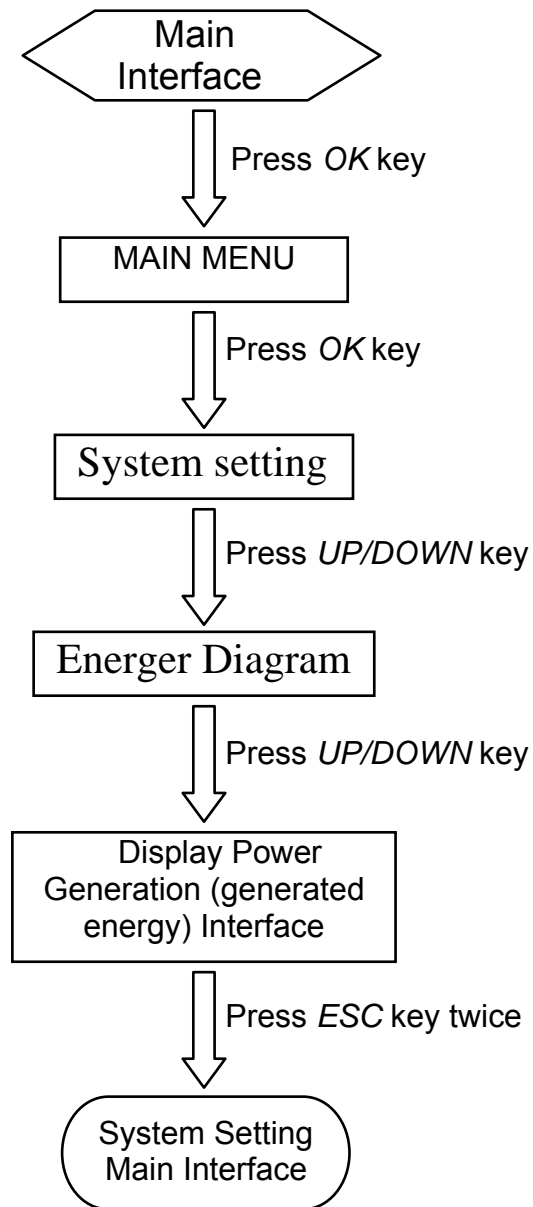 Main
Interface
Press OK key
MAIN MENU
Press OK key
System setting
Press UP/DOWN key
Energer Diagram
Press UP/DOWN key
Display Power
Generation (generated
energy) Interface
Press ESC key twice
System Setting
Main Interface